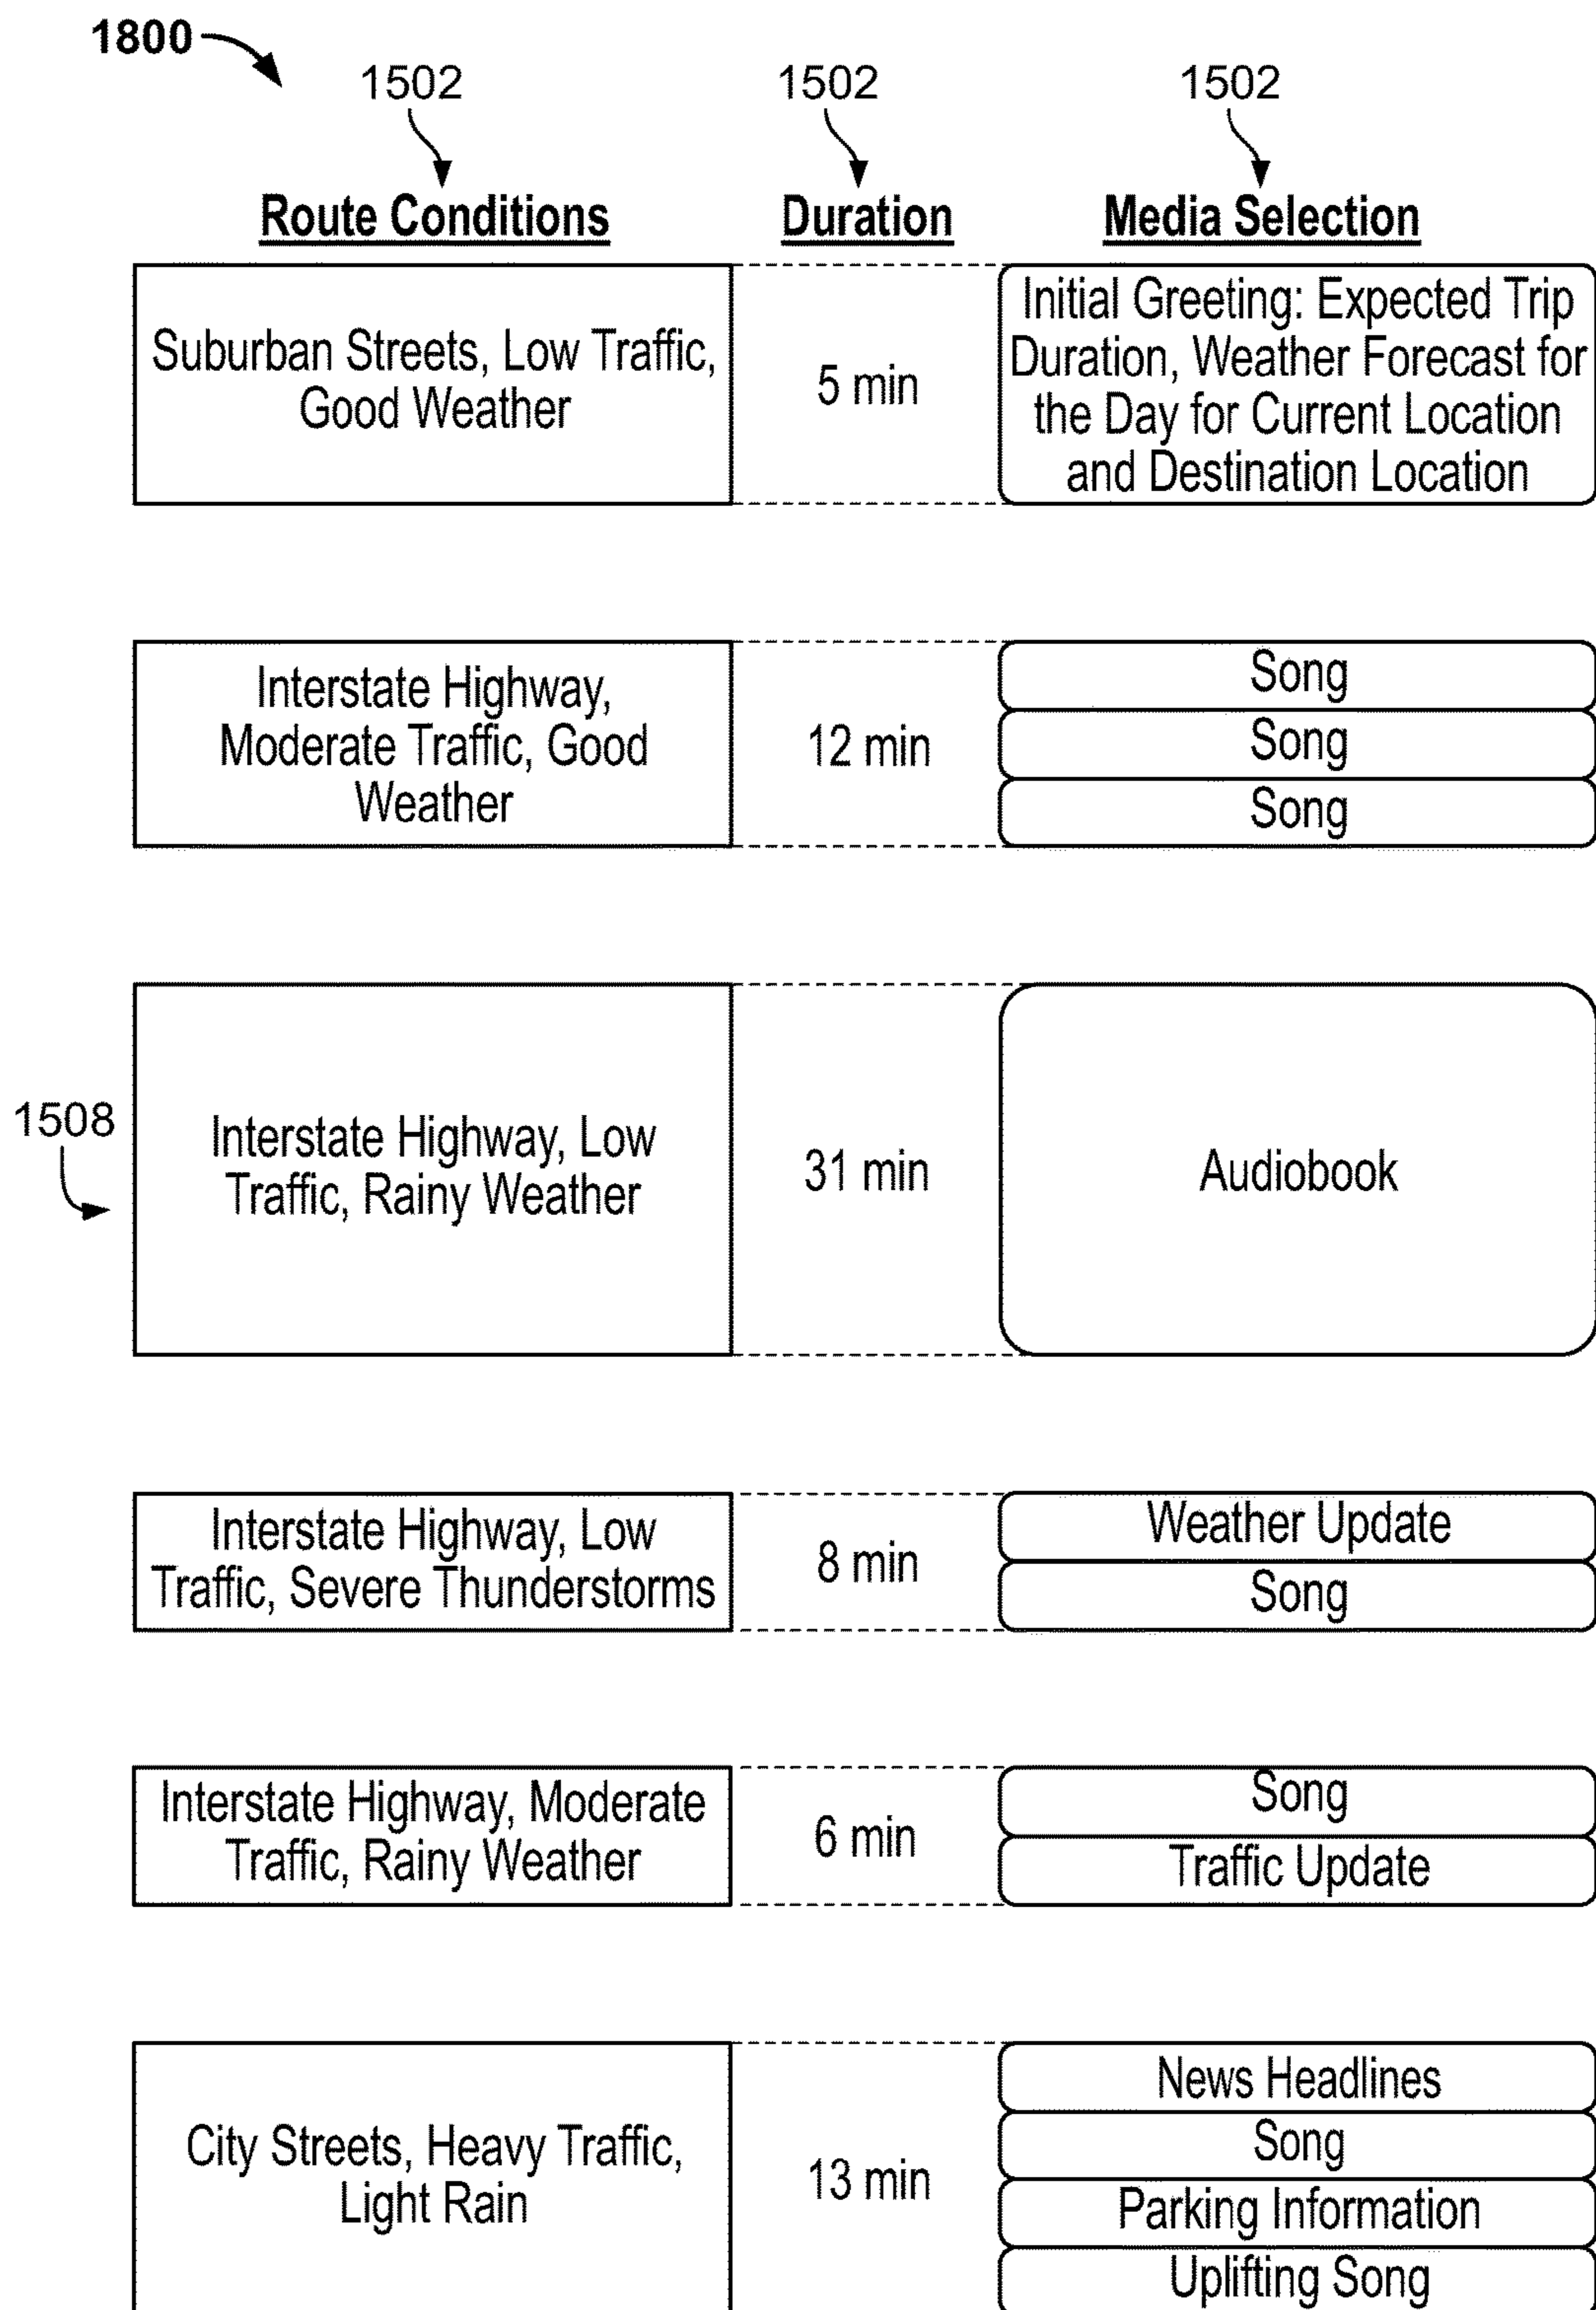 1800
1502
1502
1502
Route Conditions
Duration
Media Selection
Suburban Streets, Low Traffic,
Good Weather
5 min
Initial Greeting: Expected Trip
Duration, Weather Forecast for
the Day for Current Location
and Destination Location
Interstate Highway,
Moderate Traffic, Good
Weather
12 min
Song
Song
Song
1508
Interstate Highway, Low
Traffic, Rainy Weather
31 min
Audiobook
Interstate Highway, Low
Traffic, Severe Thunderstorms
8 min
Weather Update
Song
Interstate Highway, Moderate
Traffic, Rainy Weather
6 min
Song
Traffic Update
City Streets, Heavy Traffic,
Light Rain
13 min
News Headlines
Song
Parking Information
Uplifting Song